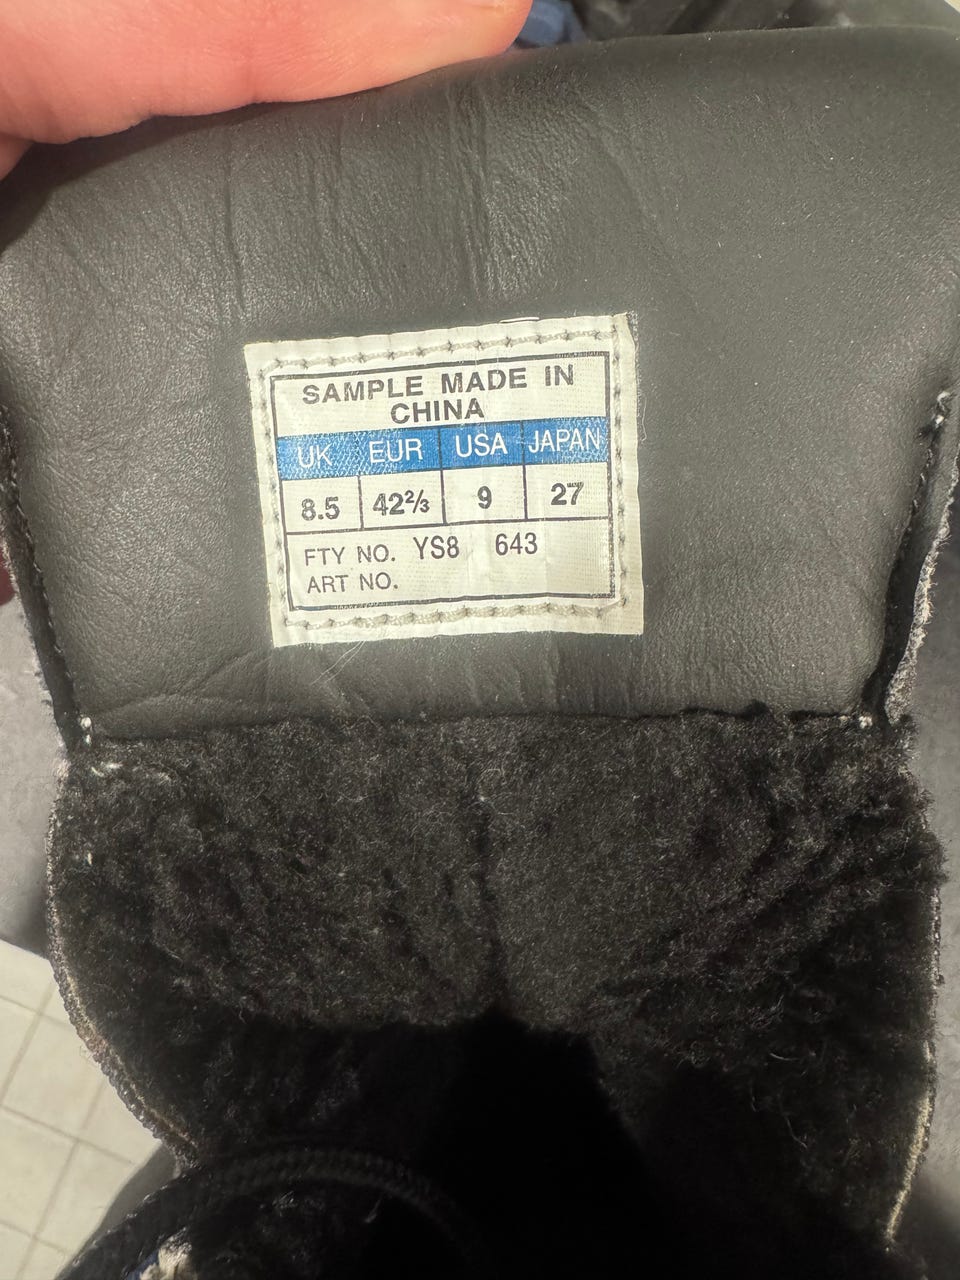 SAMPLE MADE IN
CHINA
UK EUR USA JAPAN
8.5 42⅔ 9 27
FTY NO. YS8 643
ART NO.